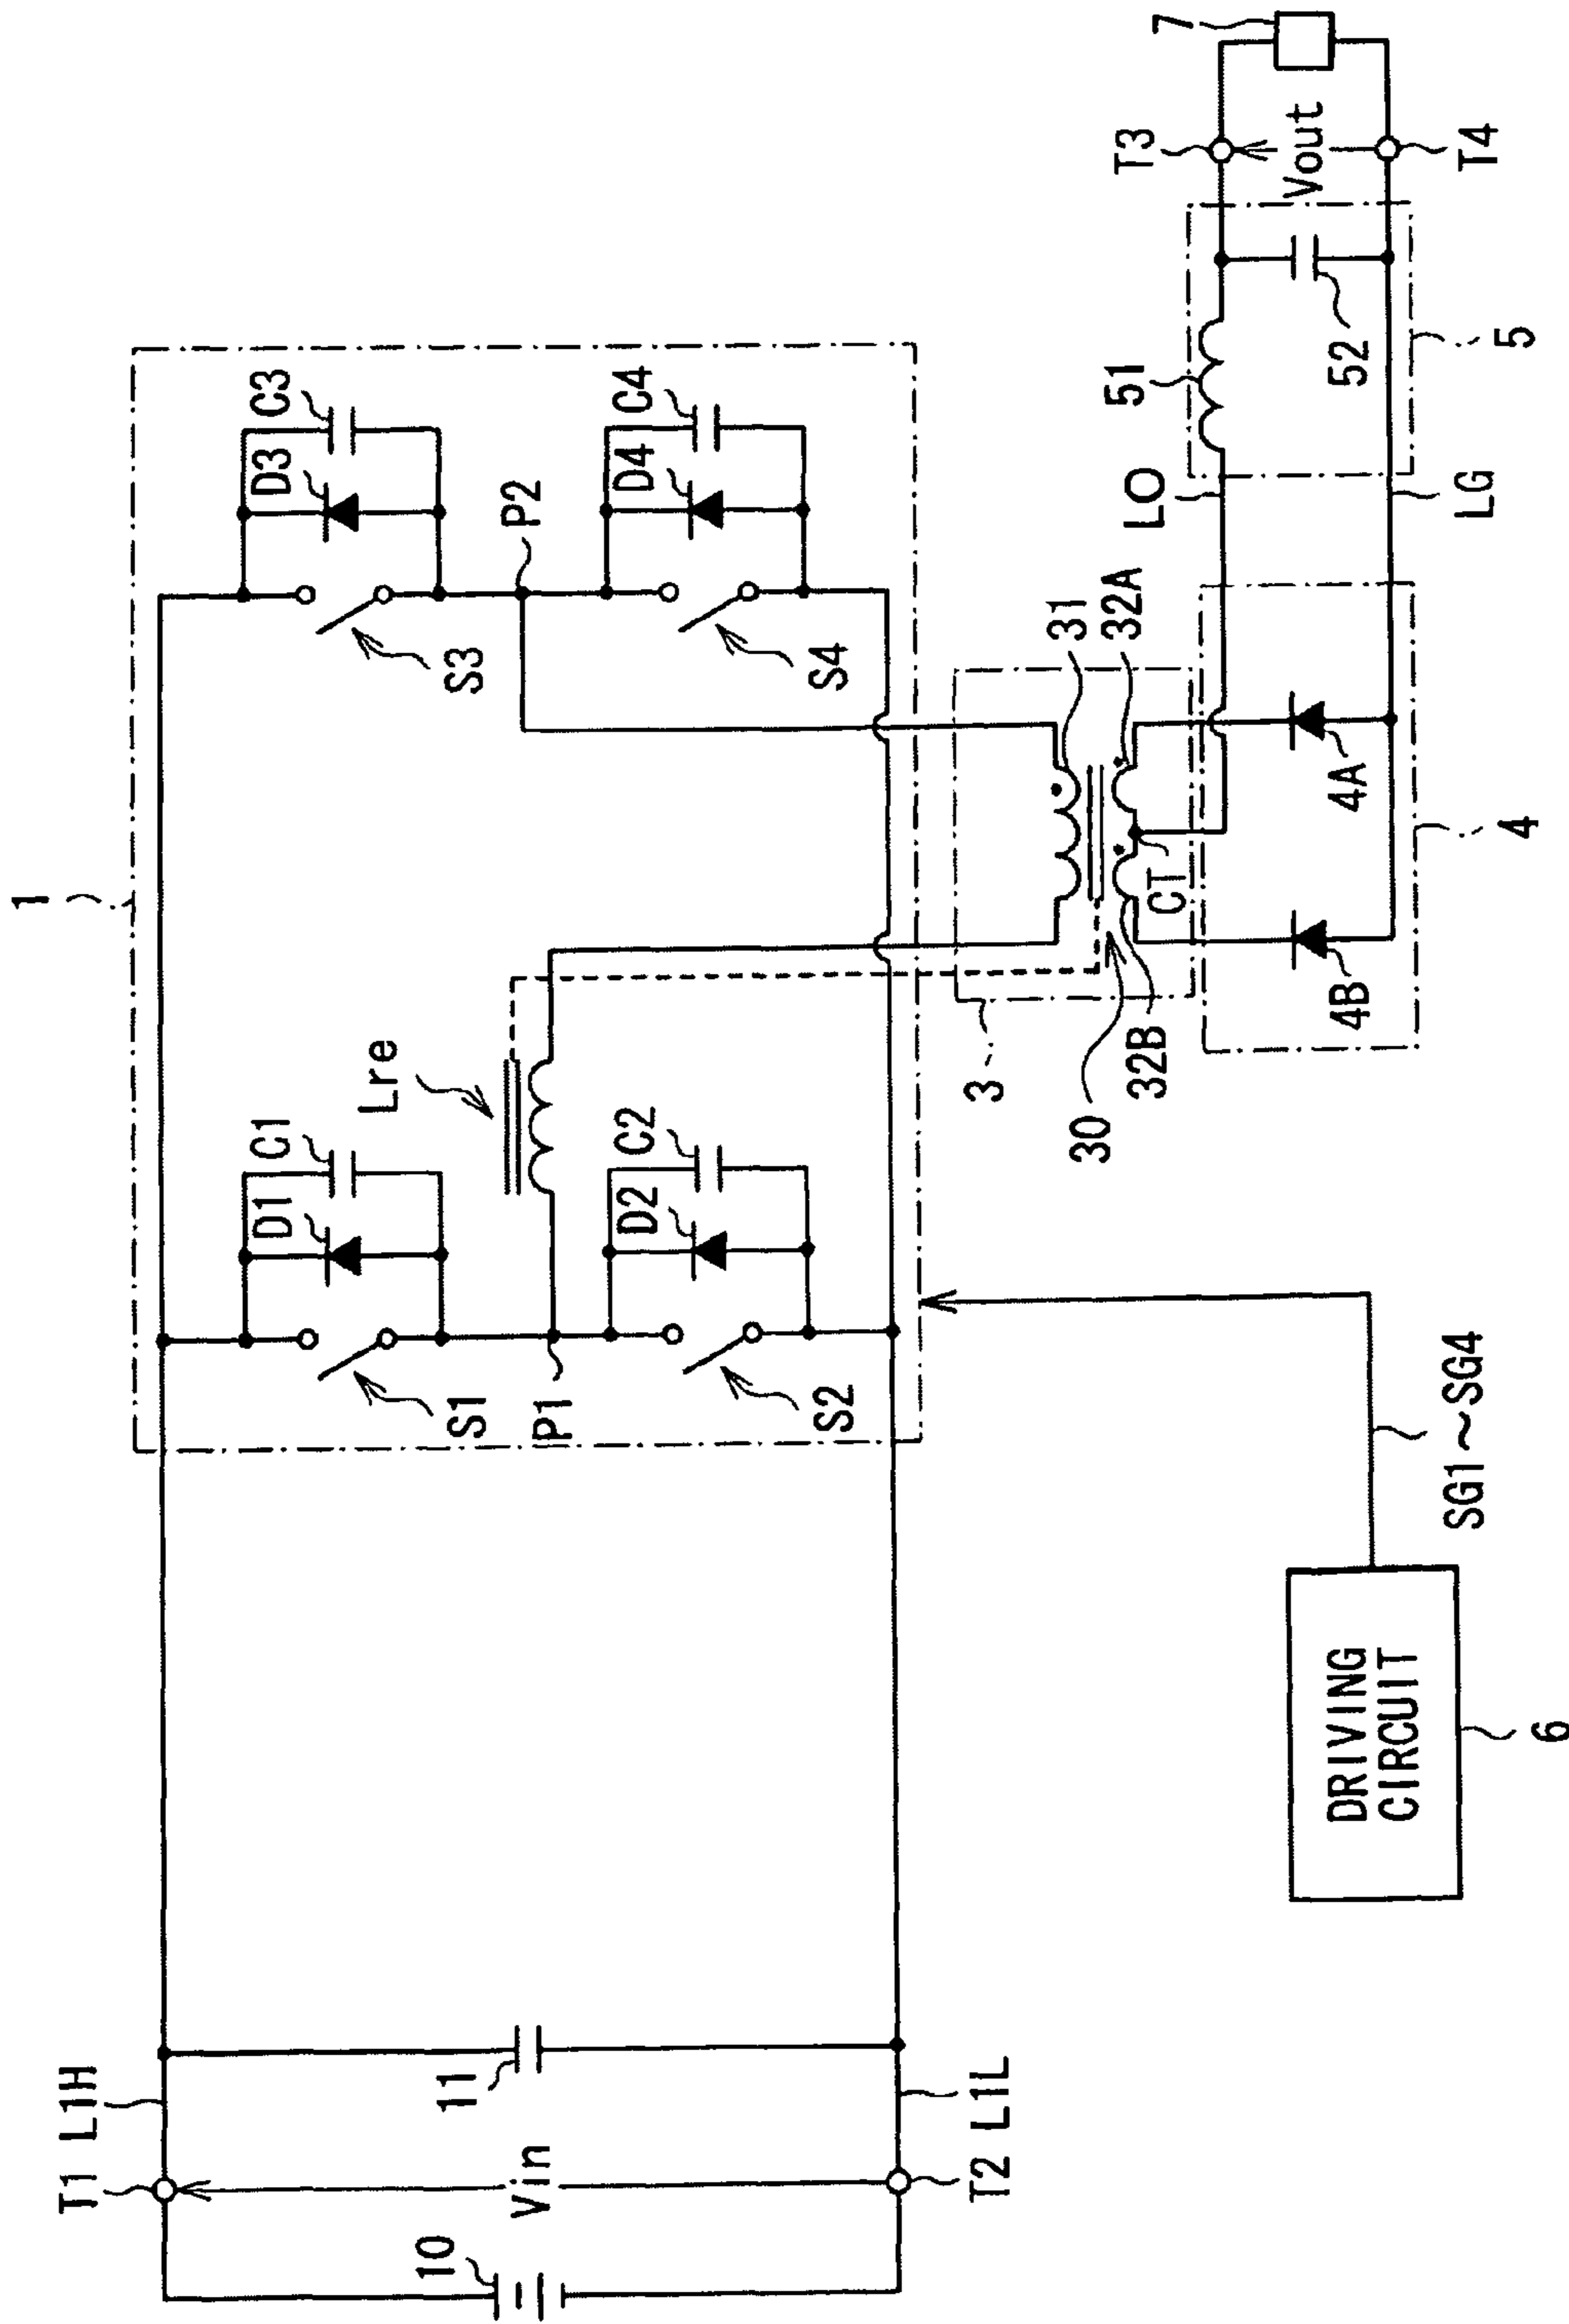 1
T1
L1H
10
Vin
11
T2
L1L
S1
D1
C1
P1
Lre
S2
D2
C2
S3
D3
C3
P2
S4
D4
C4
3
30
31
32A
32B
CT
4B
4A
4
LO
LG
51
52
5
T3
Vout
T4
7
DRIVING
CIRCUIT
6
SG1~SG4